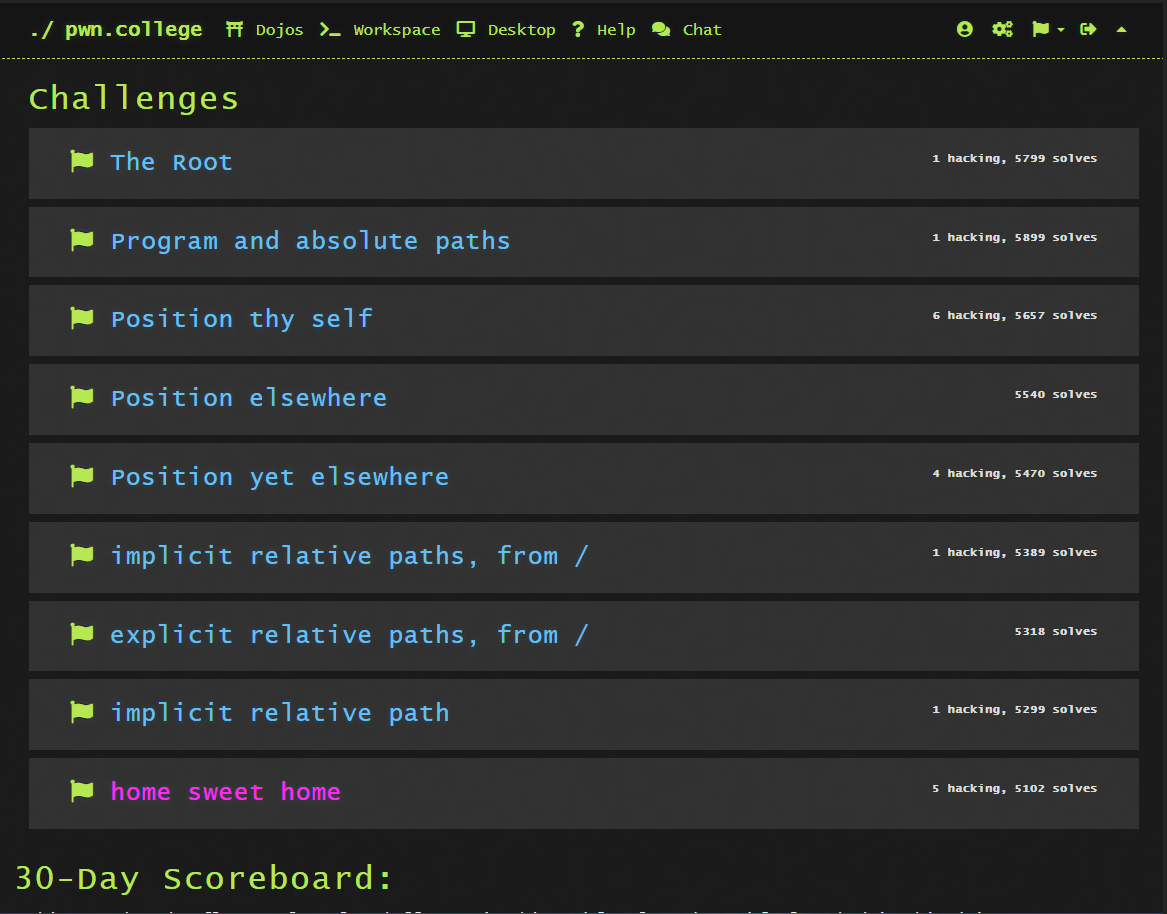 ./ pwn.college Dojos Workspace Desktop ? Help Chat
Challenges
The Root 1 hacking, 5799 solves
Program and absolute paths 1 hacking, 5899 solves
Position thy self 6 hacking, 5657 solves
Position elsewhere 5540 solves
Position yet elsewhere 4 hacking, 5470 solves
implicit relative paths, from / 1 hacking, 5389 solves
explicit relative paths, from / 5318 solves
implicit relative path 1 hacking, 5299 solves
home sweet home 5 hacking, 5102 solves
30-Day Scoreboard: